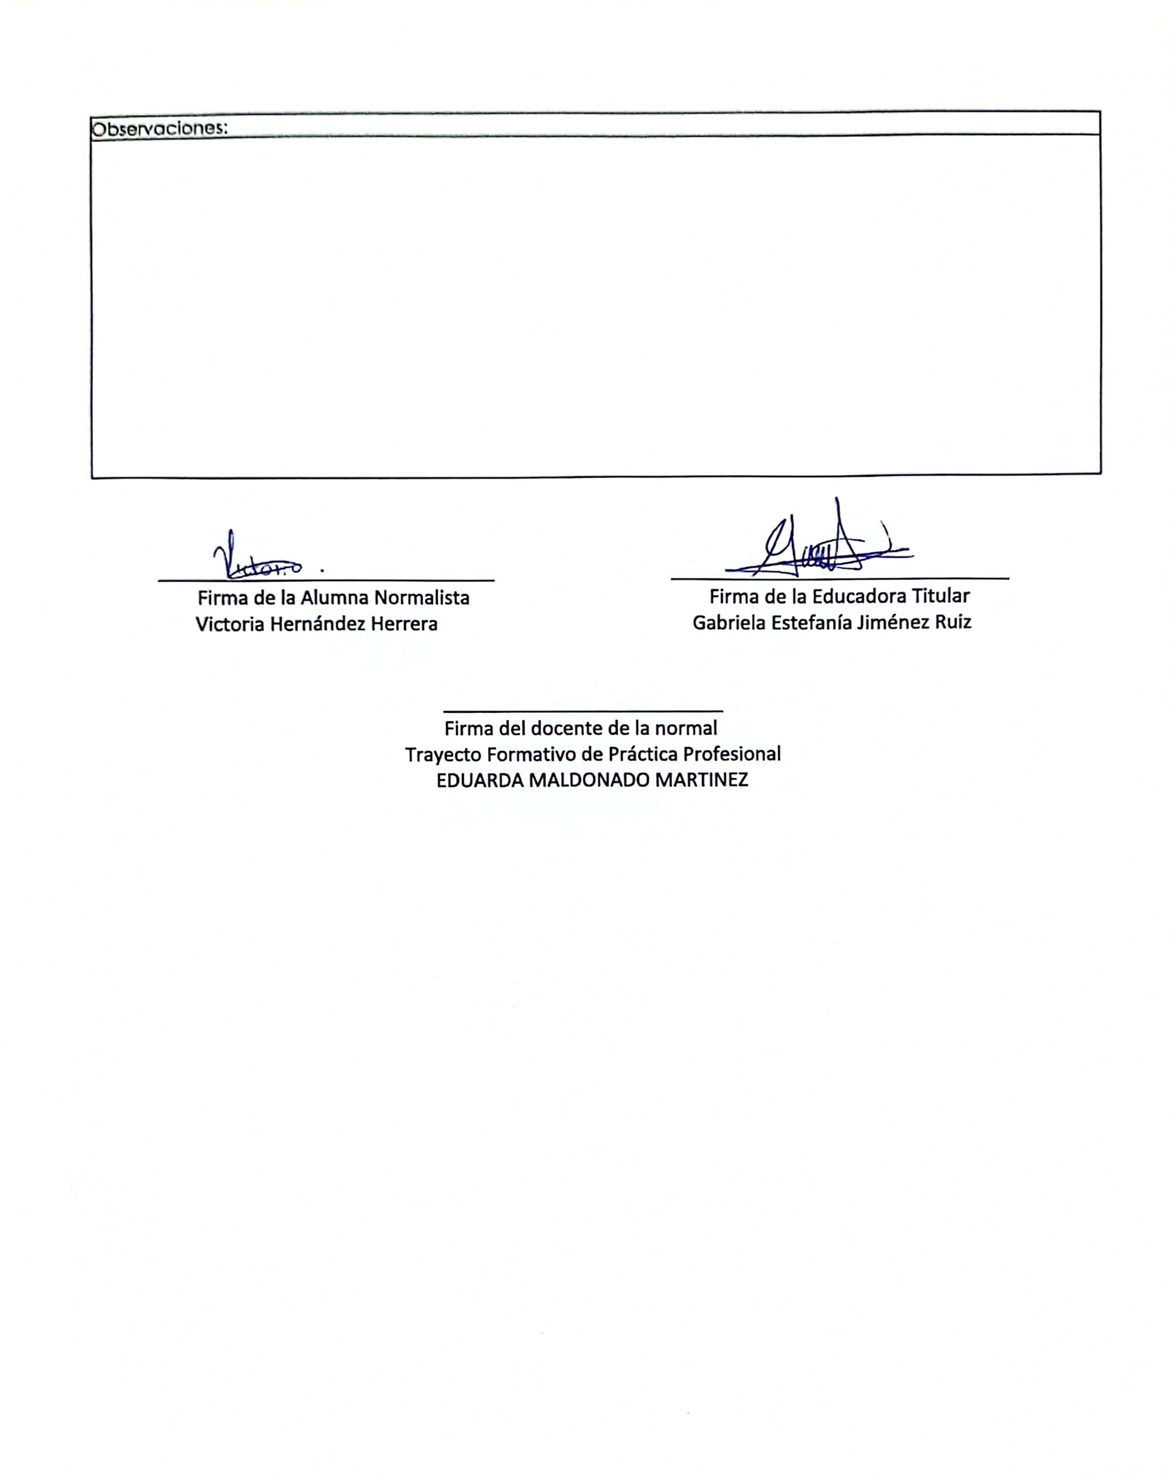 Observaciones:
Victoria .
Firma de la Alumna Normalista
Victoria Hernández Herrera
Firma de la Educadora Titular
Gabriela Estefanía Jiménez Ruiz
Firma del docente de la normal
Trayecto Formativo de Práctica Profesional
EDUARDA MALDONADO MARTINEZ